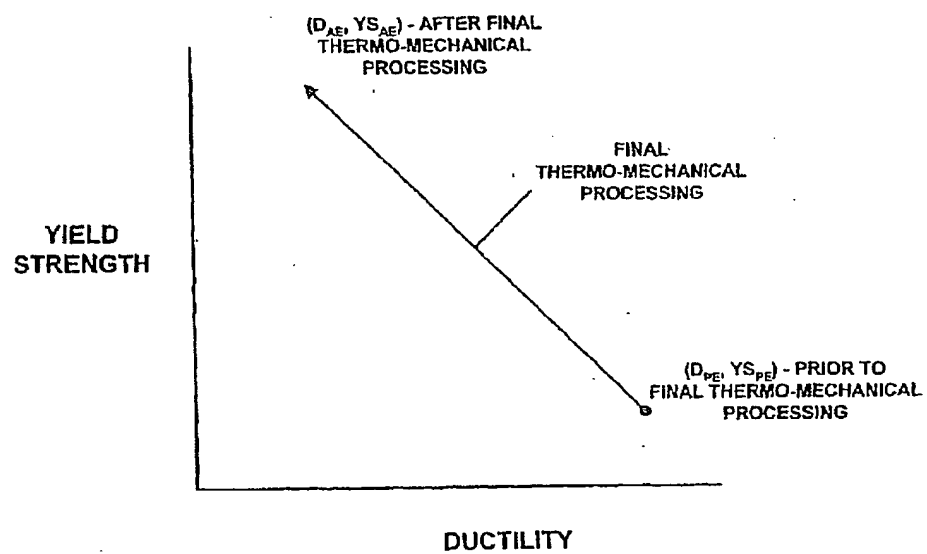 (D_AE, YS_AE) - AFTER FINAL
THERMO-MECHANICAL
PROCESSING
FINAL
THERMO-MECHANICAL
PROCESSING
YIELD
STRENGTH
(D_PE, YS_PE) - PRIOR TO
FINAL THERMO-MECHANICAL
PROCESSING
DUCTILITY